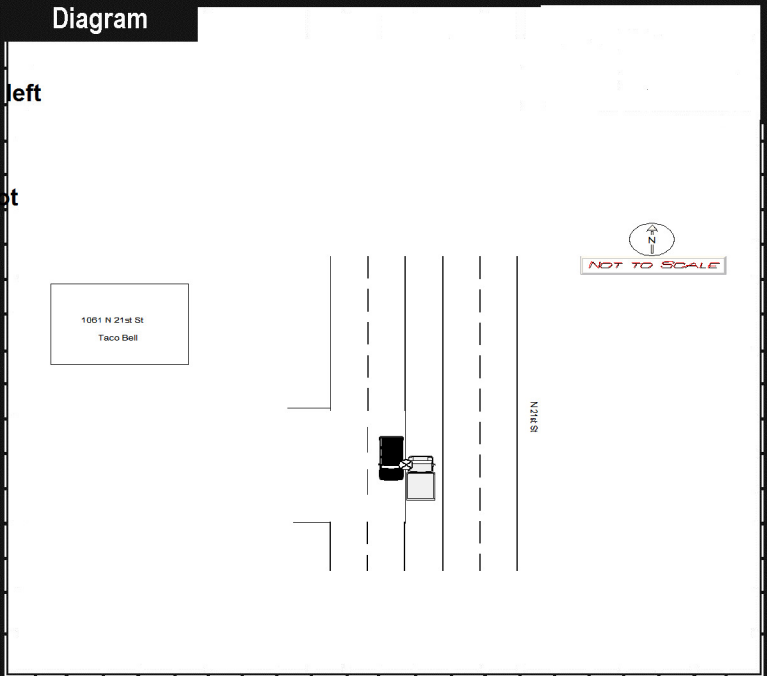 Diagram
left
ot
N
NOT TO SCALE
1061 N 21st St
Taco Bell
N 21st St